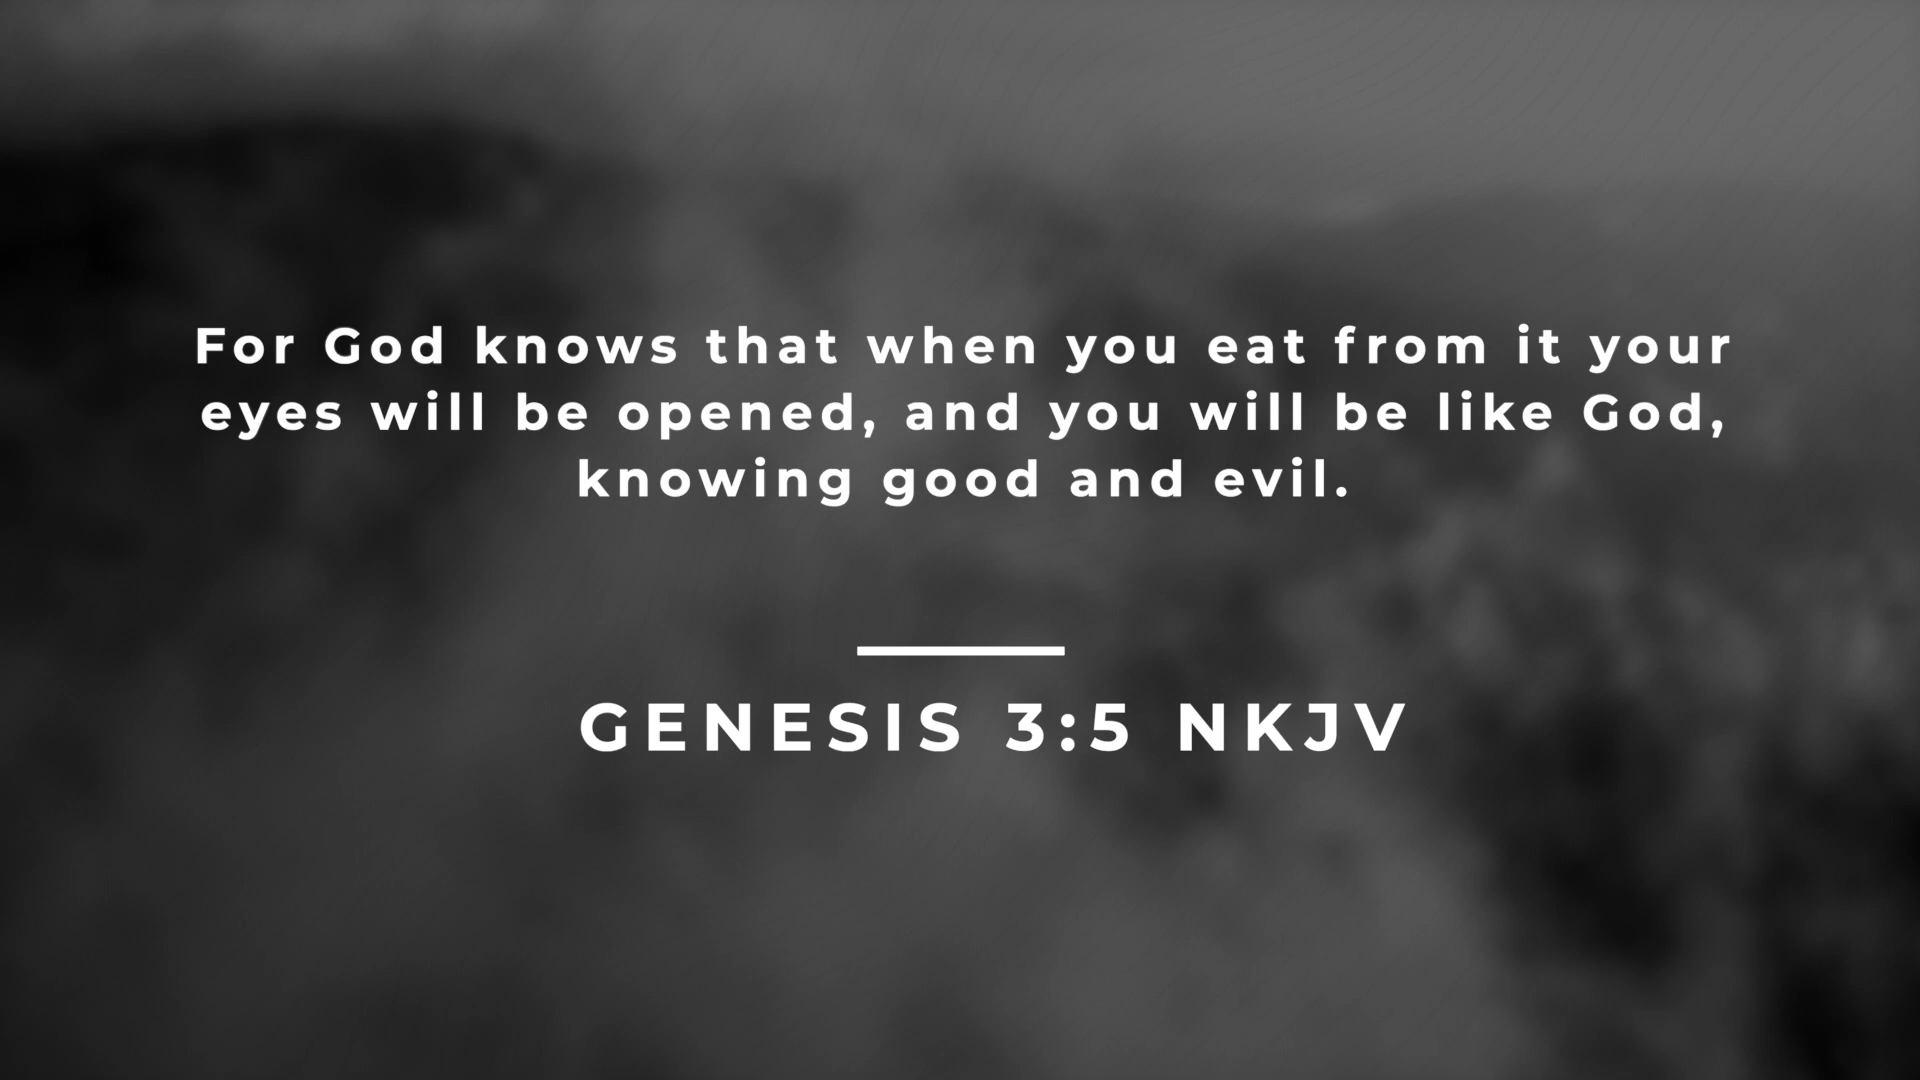 For God knows that when you eat from it your
eyes will be opened, and you will be like God,
knowing good and evil.
GENESIS 3:5 NKJV